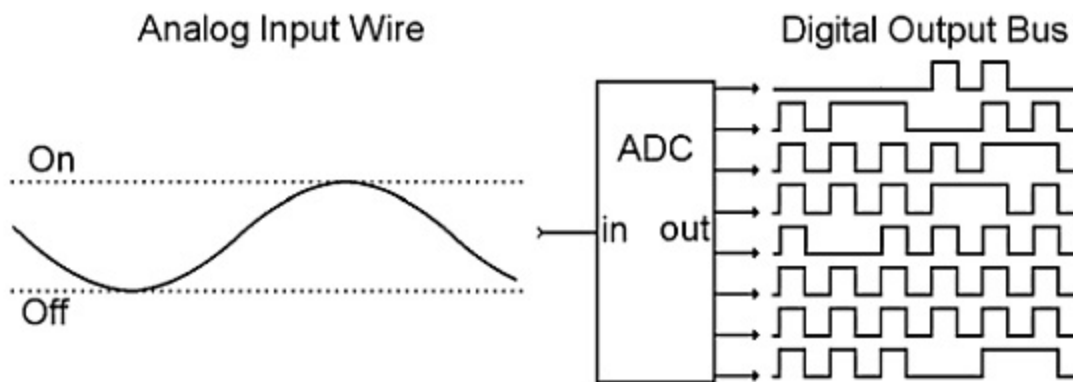 Analog Input Wire
Digital Output Bus
On
ADC
in out
Off